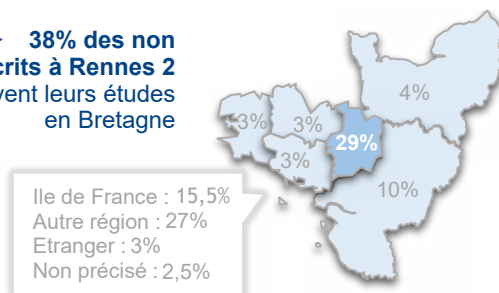 38% des non
crits à Rennes 2
vent leurs études
en Bretagne
4%
3%
3%
29%
3%
10%
Ile de France : 15,5%
Autre région : 27%
Etranger : 3%
Non précisé : 2,5%